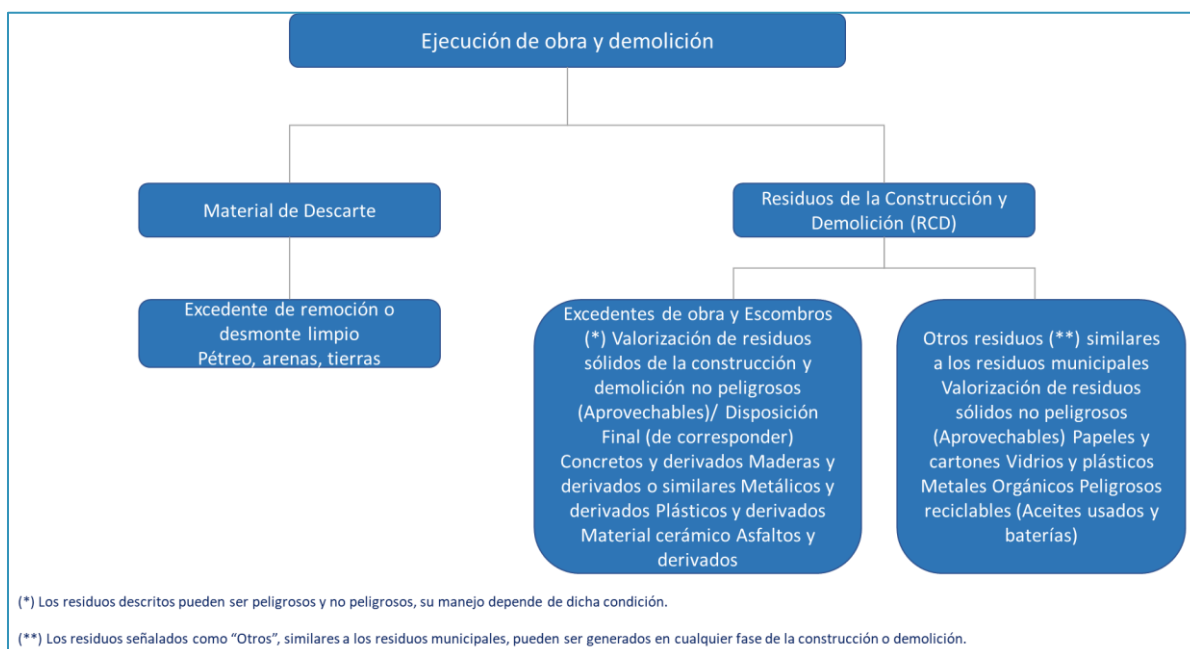 Ejecución de obra y demolición
Material de Descarte
Residuos de la Construcción y
Demolición (RCD)
Excedente de remoción o
desmonte limpio
Pétreo, arenas, tierras
Excedentes de obra y Escombros
(*) Valorización de residuos
sólidos de la construcción y
demolición no peligrosos
(Aprovechables)/ Disposición
Final (de corresponder)
Concretos y derivados Maderas y
derivados o similares Metálicos y
derivados Plásticos y derivados
Material cerámico Asfaltos y
derivados
Otros residuos (**) similares
a los residuos municipales
Valorización de residuos
sólidos no peligrosos
(Aprovechables) Papeles y
cartones Vidrios y plásticos
Metales Orgánicos Peligrosos
reciclables (Aceites usados y
baterías)
(*) Los residuos descritos pueden ser peligrosos y no peligrosos, su manejo depende de dicha condición.
(**) Los residuos señalados como “Otros”, similares a los residuos municipales, pueden ser generados en cualquier fase de la construcción o demolición.